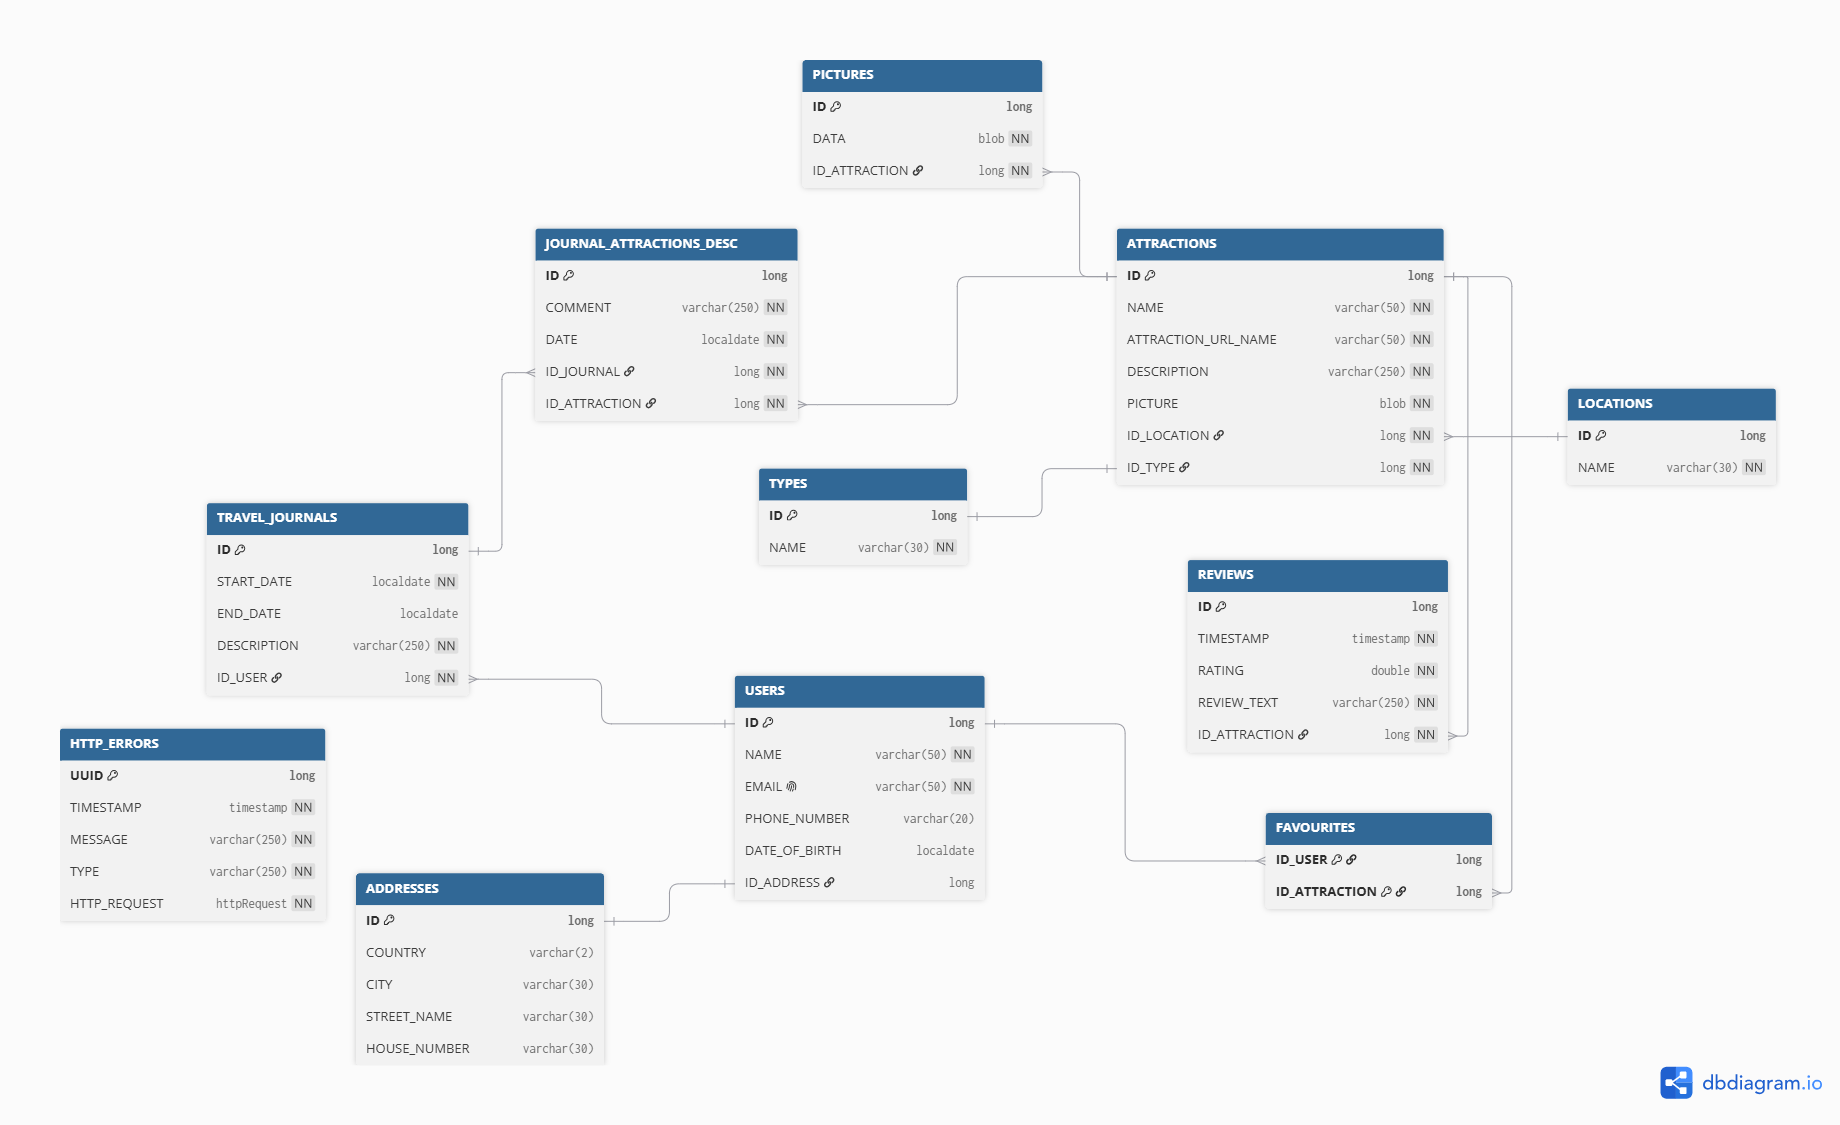 PICTURES
ID long
DATA blob NN
ID_ATTRACTION long NN
JOURNAL_ATTRACTIONS_DESC
ID long
COMMENT varchar(250) NN
DATE localdate NN
ID_JOURNAL long NN
ID_ATTRACTION long NN
ATTRACTIONS
ID long
NAME varchar(50) NN
ATTRACTION_URL_NAME varchar(50) NN
DESCRIPTION varchar(250) NN
PICTURE blob NN
ID_LOCATION long NN
ID_TYPE long NN
LOCATIONS
ID long
NAME varchar(30) NN
TYPES
ID long
NAME varchar(30) NN
TRAVEL_JOURNALS
ID long
START_DATE localdate NN
END_DATE localdate
DESCRIPTION varchar(250) NN
ID_USER long NN
REVIEWS
ID long
TIMESTAMP timestamp NN
RATING double NN
REVIEW_TEXT varchar(250) NN
ID_ATTRACTION long NN
USERS
ID long
NAME varchar(50) NN
EMAIL varchar(50) NN
PHONE_NUMBER varchar(20)
DATE_OF_BIRTH localdate
ID_ADDRESS long
HTTP_ERRORS
UUID long
TIMESTAMP timestamp NN
MESSAGE varchar(250) NN
TYPE varchar(250) NN
HTTP_REQUEST httpRequest NN
FAVOURITES
ID_USER long
ID_ATTRACTION long
ADDRESSES
ID long
COUNTRY varchar(2)
CITY varchar(30)
STREET_NAME varchar(30)
HOUSE_NUMBER varchar(30)
dbdiagram.io